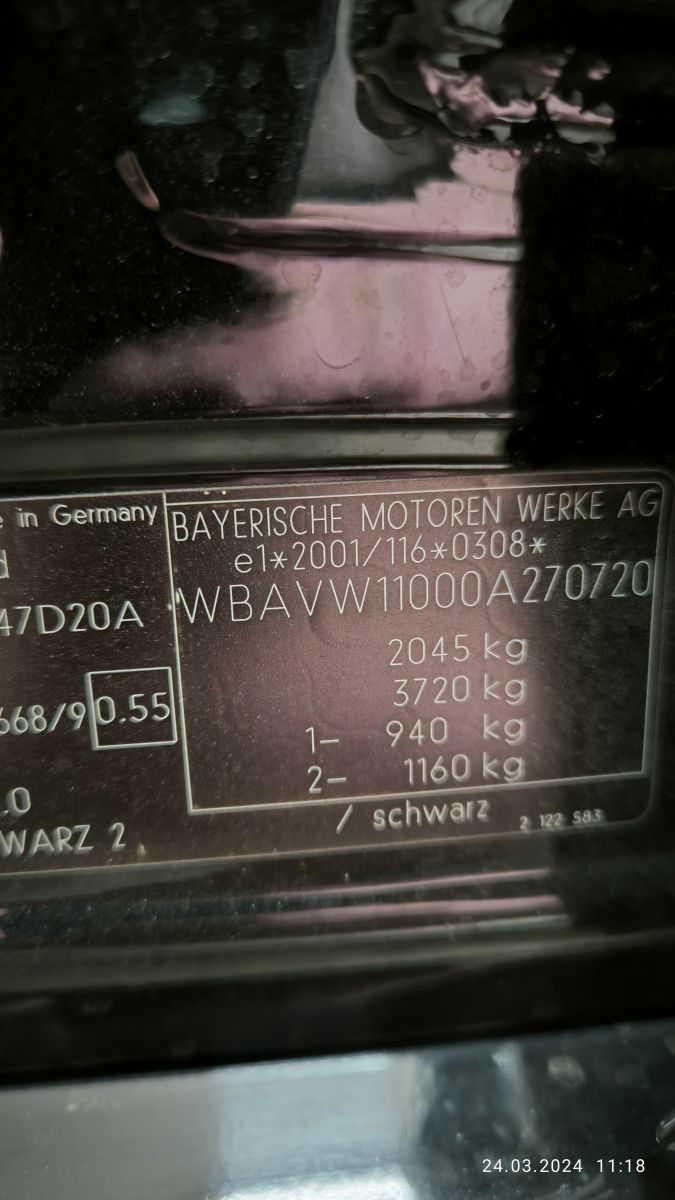 e in Germany
d
47D20A
668/9 0.55
.0
WARZ 2
BAYERISCHE MOTOREN WERKE AG
e1*2001/116*0308*
WBAVW11000A270720
2045 kg
3720 kg
1- 940 kg
2- 1160 kg
/ schwarz
2 122 583
24.03.2024 11:18